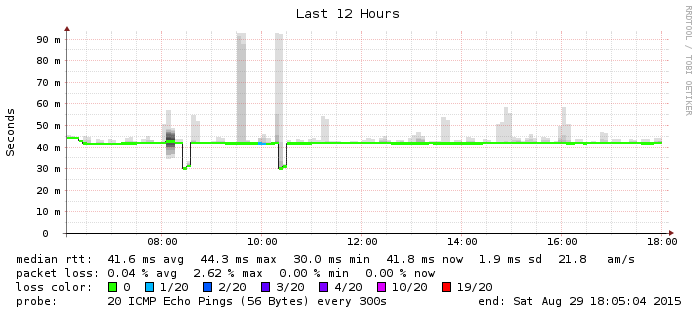 Last 12 Hours
RRDTOOL / TOBI OETIKER
Seconds
90 m
80 m
70 m
60 m
50 m
40 m
30 m
20 m
10 m
0
08:00 10:00 12:00 14:00 16:00 18:00
median rtt: 41.6 ms avg 44.3 ms max 30.0 ms min 41.8 ms now 1.9 ms sd 21.8 am/s
packet loss: 0.04 % avg 2.62 % max 0.00 % min 0.00 % now
loss color: 0 1/20 2/20 3/20 4/20 10/20 19/20
probe: 20 ICMP Echo Pings (56 Bytes) every 300s end: Sat Aug 29 18:05:04 2015